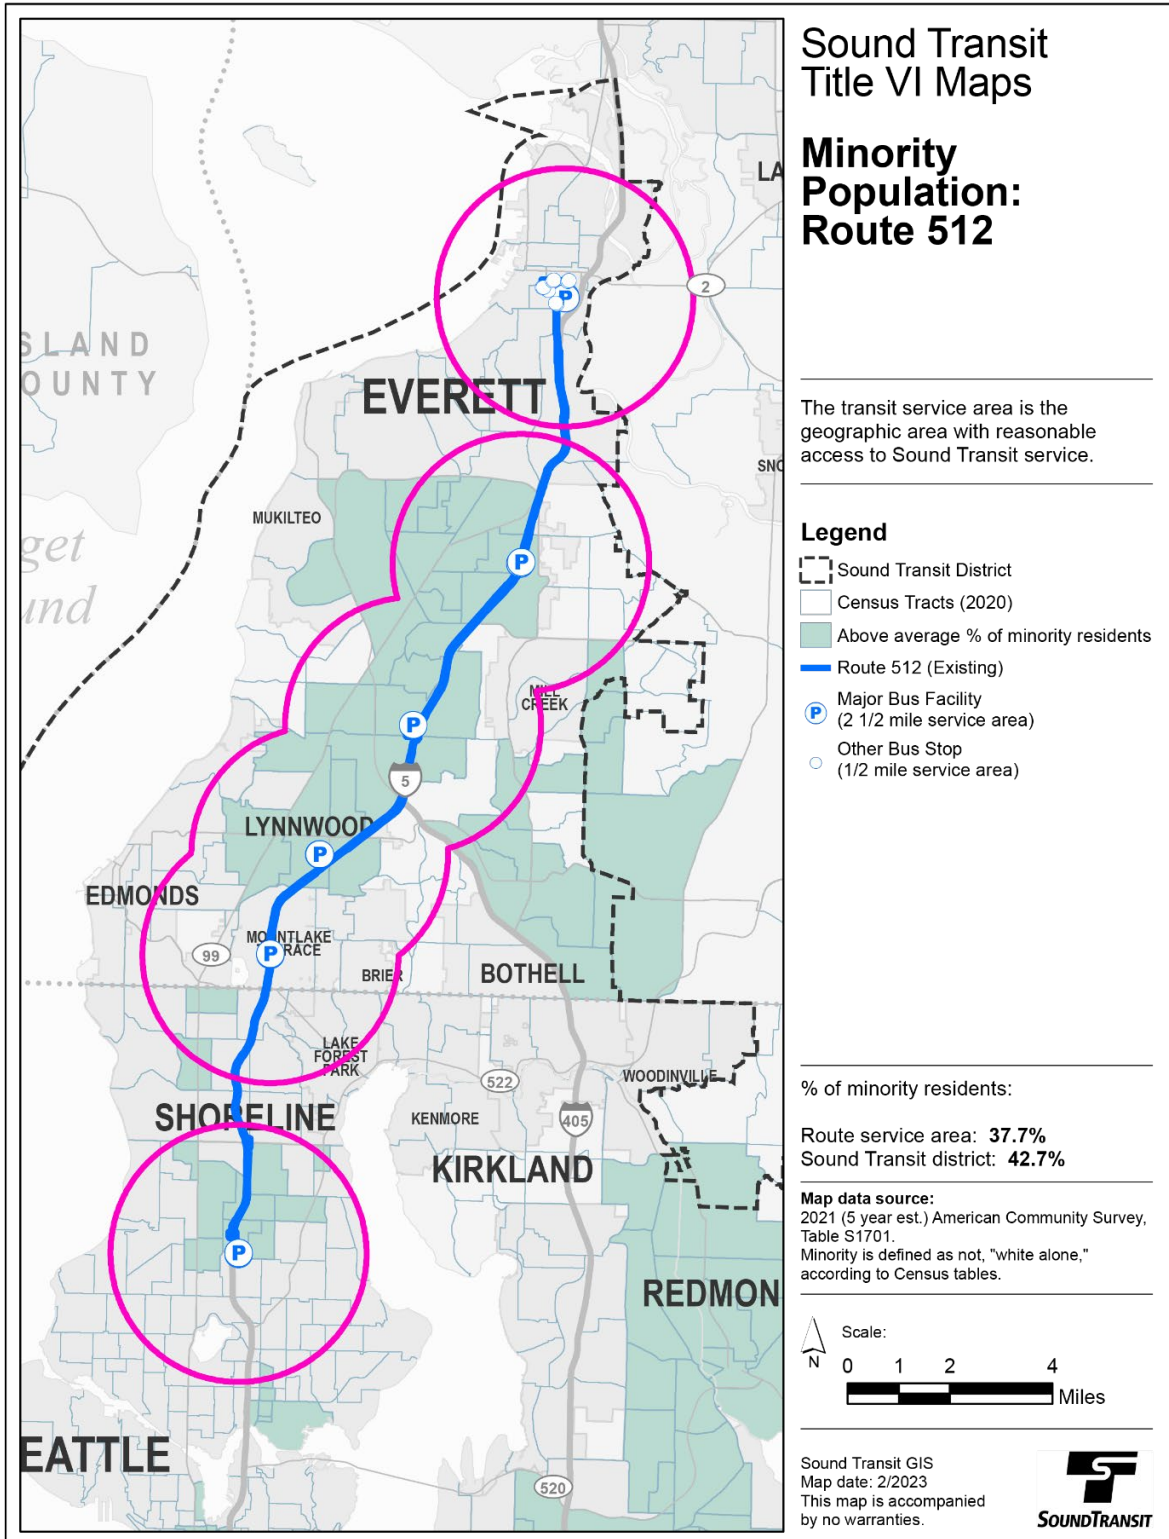 Sound Transit
Title VI Maps
Minority
Population:
Route 512
The transit service area is the
geographic area with reasonable
access to Sound Transit service.
Legend
Sound Transit District
Census Tracts (2020)
Above average % of minority residents
Route 512 (Existing)
P
Major Bus Facility
(2 1/2 mile service area)
Other Bus Stop
(1/2 mile service area)
% of minority residents:
Route service area: 37.7%
Sound Transit district: 42.7%
Map data source:
2021 (5 year est.) American Community Survey,
Table S1701.
Minority is defined as not, "white alone,"
according to Census tables.
N
Scale:
0 1 2 4
Miles
Sound Transit GIS
Map date: 2/2023
This map is accompanied
by no warranties.
SOUNDTRANSIT
LA
2
P
SLAND
OUNTY
EVERETT
SNO
MUKILTEO
get
und
P
MILL
CREEK
P
5
LYNNWOOD
P
EDMONDS
MOUNTLAKE
RACE
P
99
BRIER
BOTHELL
LAKE
FOREST
PARK
522
WOODINVILLE
SHORELINE
KENMORE
405
KIRKLAND
P
REDMON
EATTLE
520